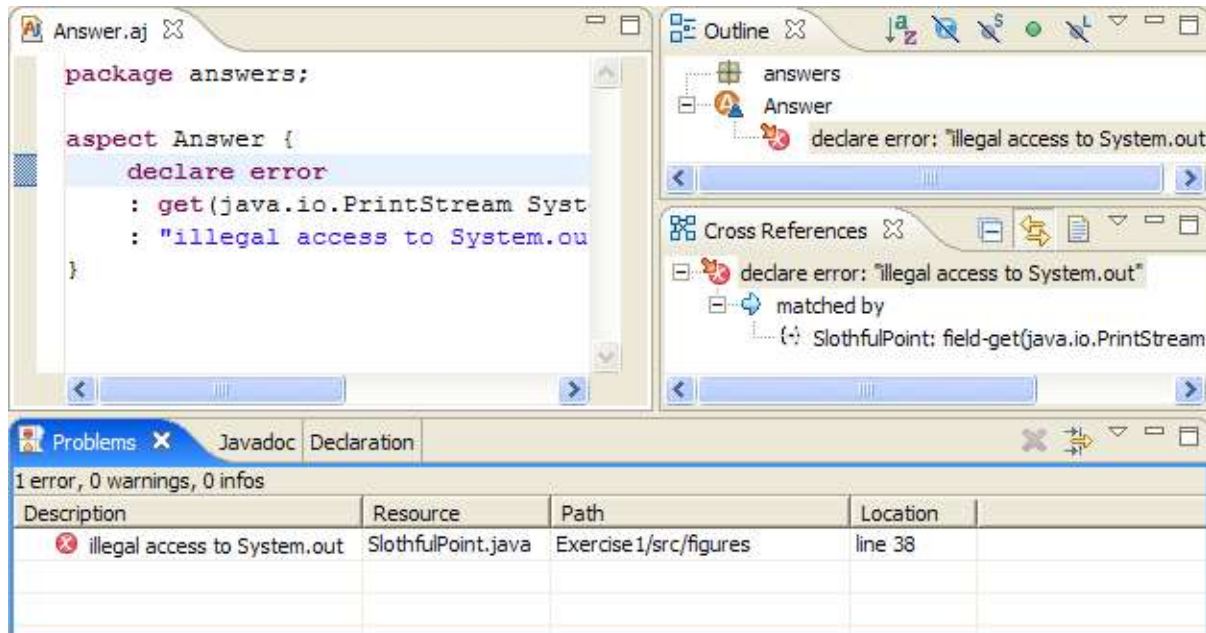 Answer.aj
package answers;
aspect Answer {
declare error
: get(java.io.PrintStream Syst
: "illegal access to System.ou
}
Outline
answers
Answer
declare error: "illegal access to System.out
Cross References
declare error: "illegal access to System.out"
matched by
SlothfulPoint: field-get(java.io.PrintStream
Problems Javadoc Declaration
1 error, 0 warnings, 0 infos
Description Resource Path Location
illegal access to System.out SlothfulPoint.java Exercise1/src/figures line 38